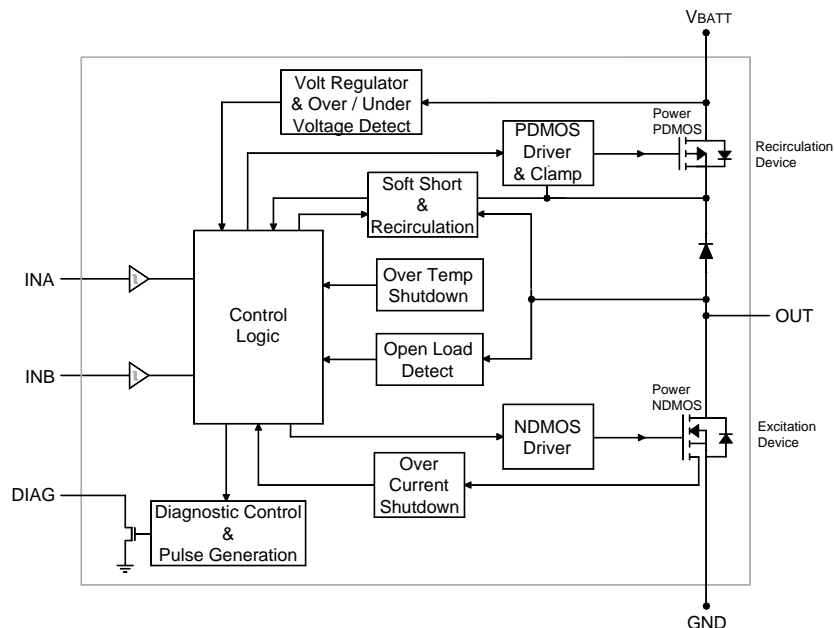 VBATT
Volt Regulator
& Over / Under
Voltage Detect
Power
PDMOS
PDMOS
Driver
& Clamp
Recirculation
Device
Soft Short
&
Recirculation
INA
Over Temp
Shutdown
Control
Logic
OUT
INB
Open Load
Detect
Power
NDMOS
NDMOS
Driver
Excitation
Device
Over
Current
Shutdown
DIAG
Diagnostic Control
&
Pulse Generation
GND